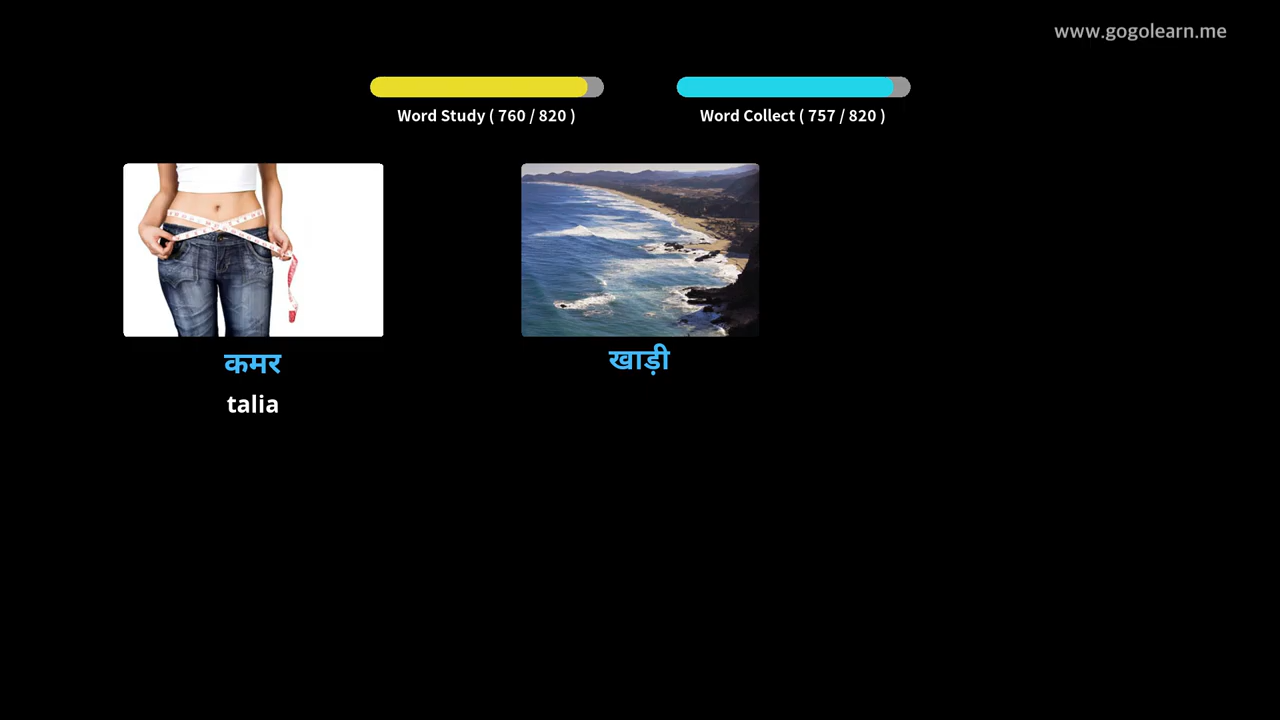 www.gogolearn.me
Word Study ( 760 / 820 )
Word Collect ( 757 / 820 )
कमर
talia
खाड़ी